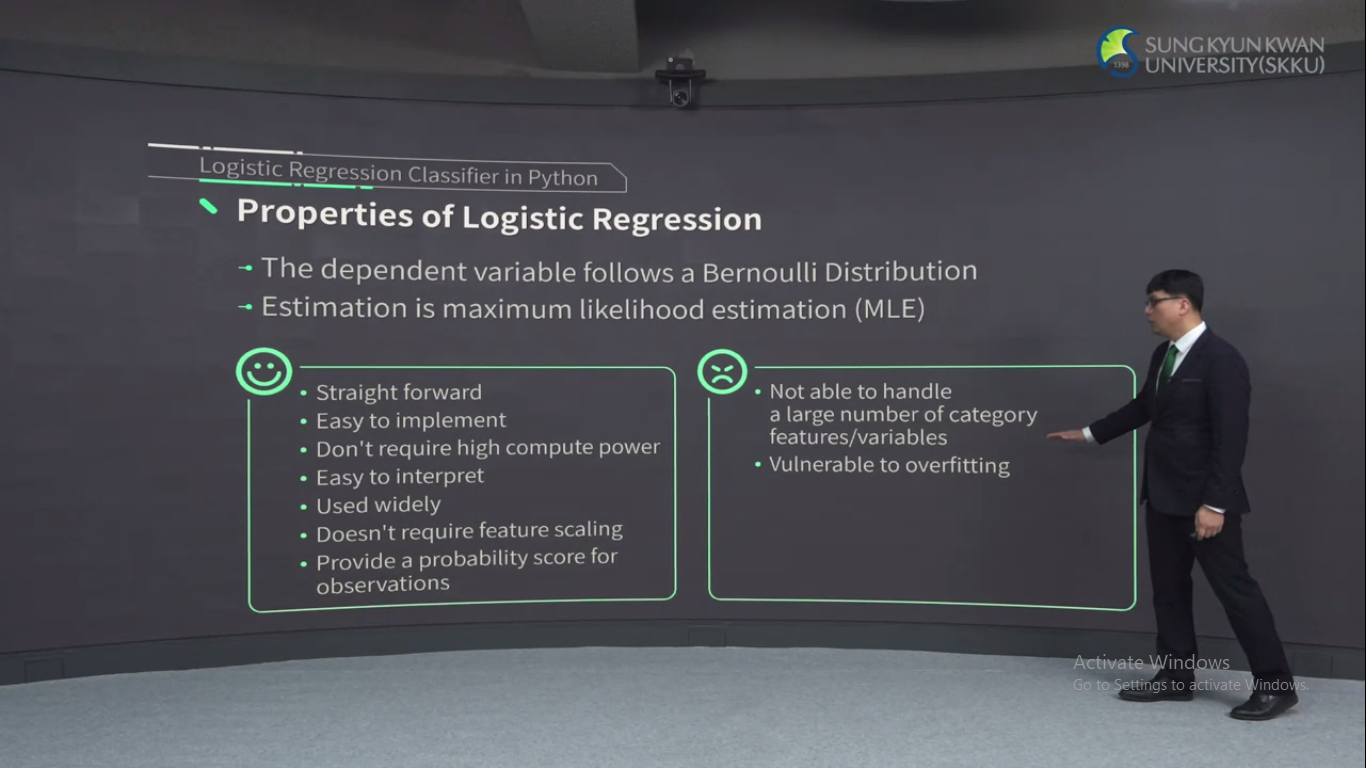 SUNG KYUN KWAN
UNIVERSITY(SKKU)
1398
Logistic Regression Classifier in Python
Properties of Logistic Regression
The dependent variable follows a Bernoulli Distribution
Estimation is maximum likelihood estimation (MLE)
• Straight forward
• Easy to implement
• Don't require high compute power
• Easy to interpret
• Used widely
• Doesn't require feature scaling
• Provide a probability score for
observations
• Not able to handle
a large number of category
features/variables
• Vulnerable to overfitting
Activate Windows
Go to Settings to activate Windows.